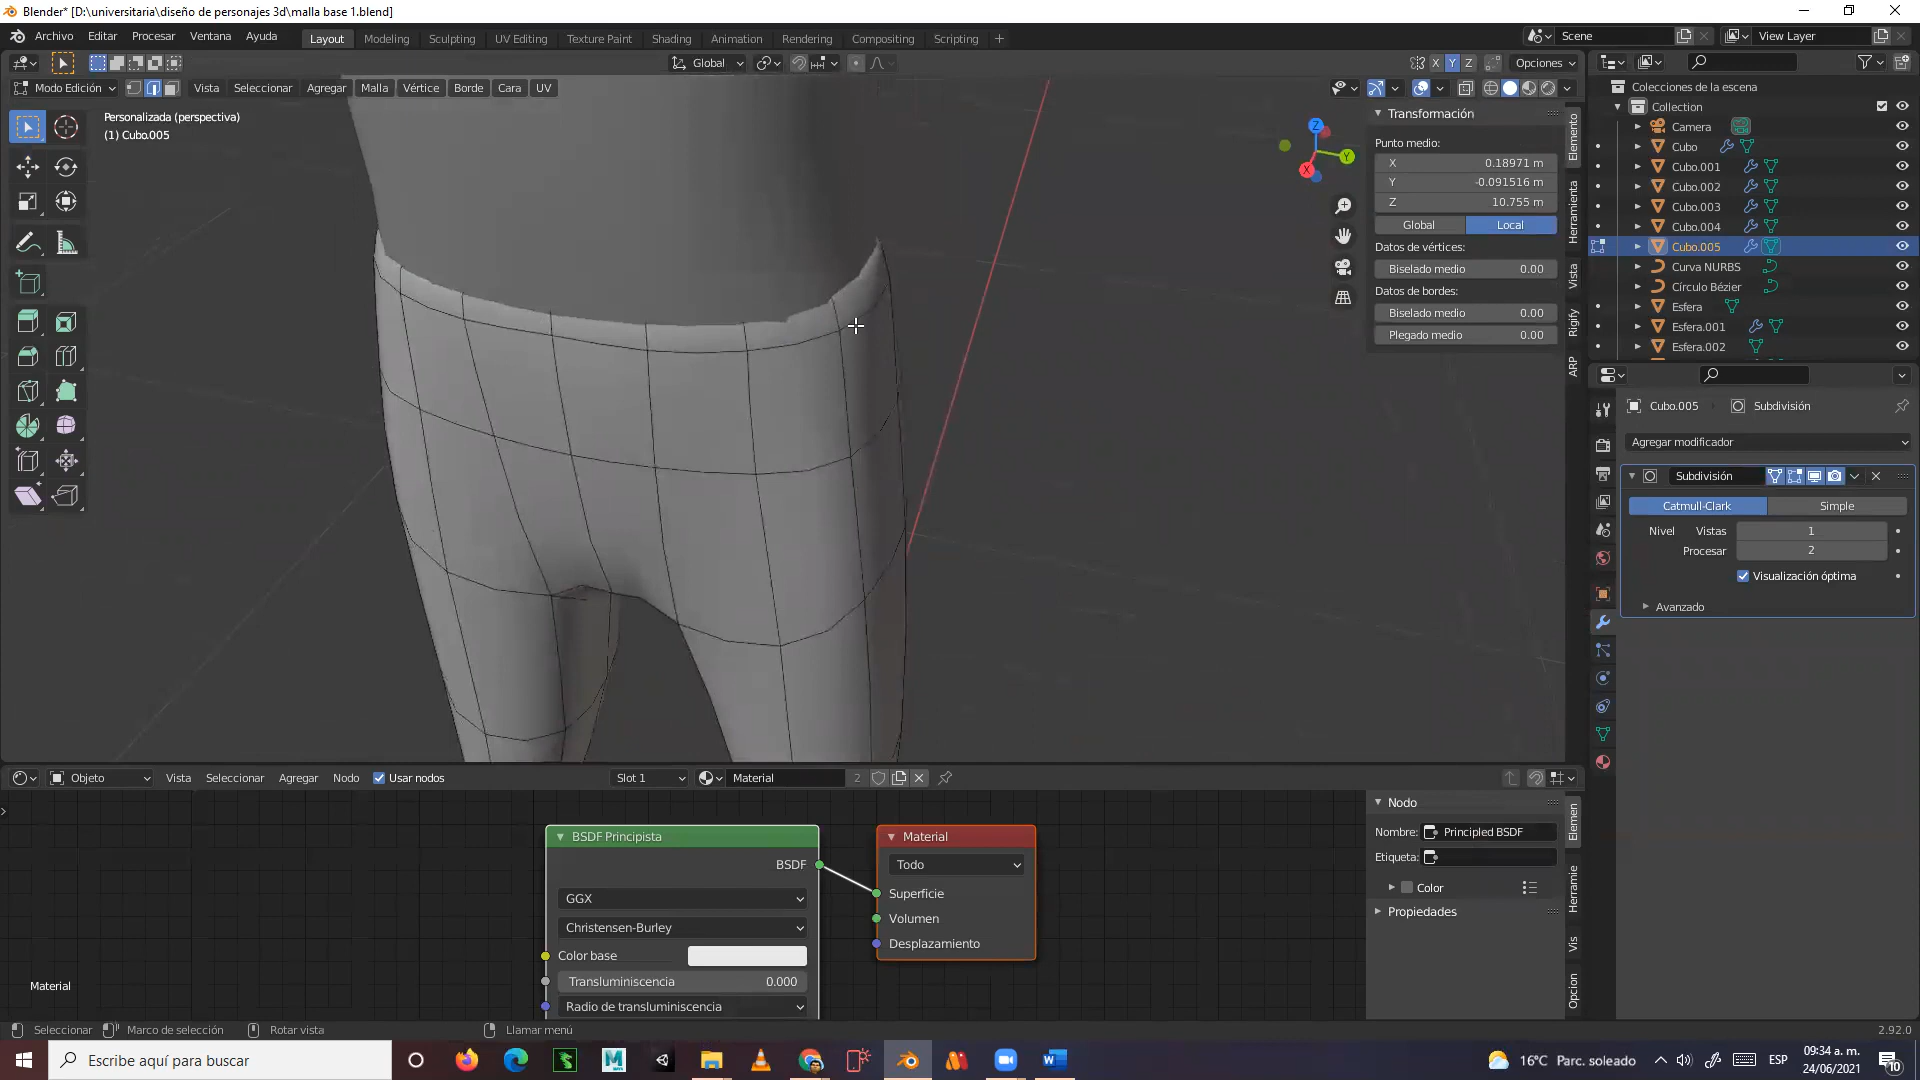 Blender* [D:\universitaria\diseño de personajes 3d\malla base 1.blend]
Archivo Editar Procesar Ventana Ayuda Layout Modeling Sculpting UV Editing Texture Paint Shading Animation Rendering Compositing Scripting + Scene View Layer
Global X Y Z Opciones
Modo Edición Vista Seleccionar Agregar Malla Vértice Borde Cara UV
Personalizada (perspectiva)
(1) Cubo.005
Z
Y
X
Transformación
Punto medio:
X 0.18971 m
Y -0.091516 m
Z 10.755 m
Global Local
Datos de vértices:
Biselado medio 0.00
Datos de bordes:
Biselado medio 0.00
Plegado medio 0.00
Elemento
Herramienta
Vista
Rigify
ARP
Colecciones de la escena
Collection
Camera
Cubo
Cubo.001
Cubo.002
Cubo.003
Cubo.004
Cubo.005
Curva NURBS
Círculo Bézier
Esfera
Esfera.001
Esfera.002
Cubo.005 Subdivisión
Agregar modificador
Subdivisión
Catmull-Clark Simple
Nivel Vistas 1
Procesar 2
Visualización óptima
Avanzado
Objeto Vista Seleccionar Agregar Nodo Usar nodos Slot 1 Material 2
BSDF Principista
BSDF
GGX
Christensen-Burley
Color base
Transluminiscencia 0.000
Radio de transluminiscencia
Material
Todo
Superficie
Volumen
Desplazamiento
Material
Nodo
Nombre: Principled BSDF
Etiqueta:
Color
Propiedades
Elemen
Herramie
Vis
Opcion
Seleccionar Marco de selección Rotar vista Llamar menú 2.92.0
Escribe aquí para buscar 16°C Parc. soleado ESP 09:34 a. m.
24/06/2021 10